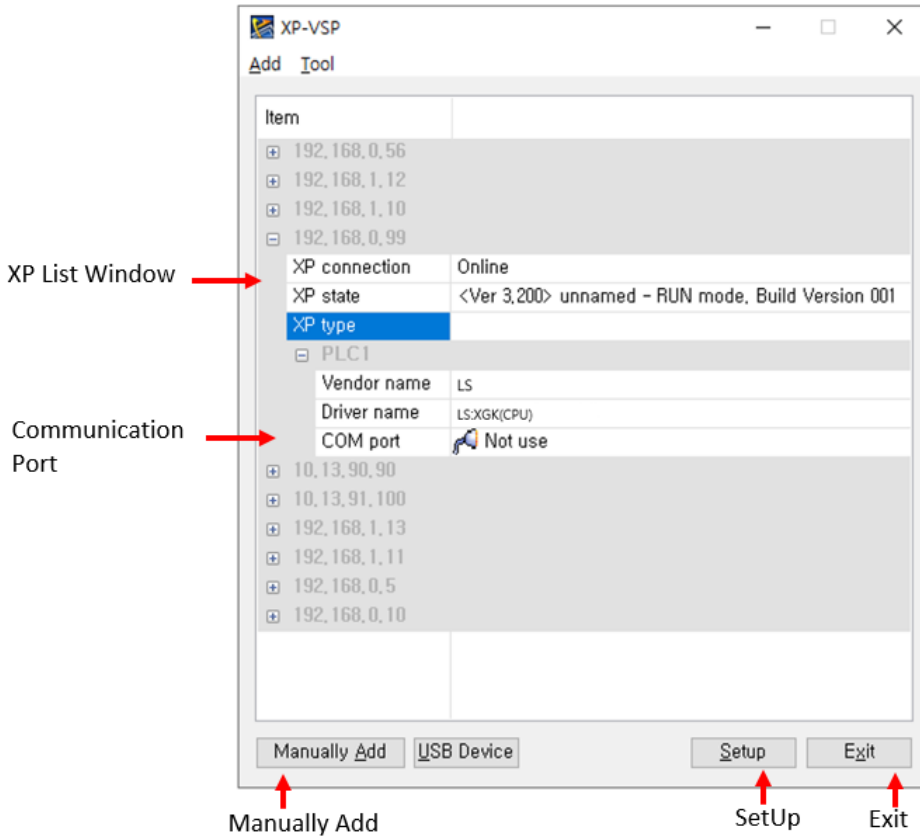 XP-VSP
Add Tool
Item
192,168,0,56
192,168,1,12
192,168,1,10
192,168,0,99
XP List Window
XP connection Online
XP state <Ver 3,200> unnamed - RUN mode, Build Version 001
XP type
PLC1
Vendor name LS
Driver name LS:XGK(CPU)
Communication Port
COM port Not use
10,13,90,90
10,13,91,100
192,168,1,13
192,168,1,11
192,168,0,5
192,168,0,10
Manually Add USB Device Setup Exit
Manually Add SetUp Exit